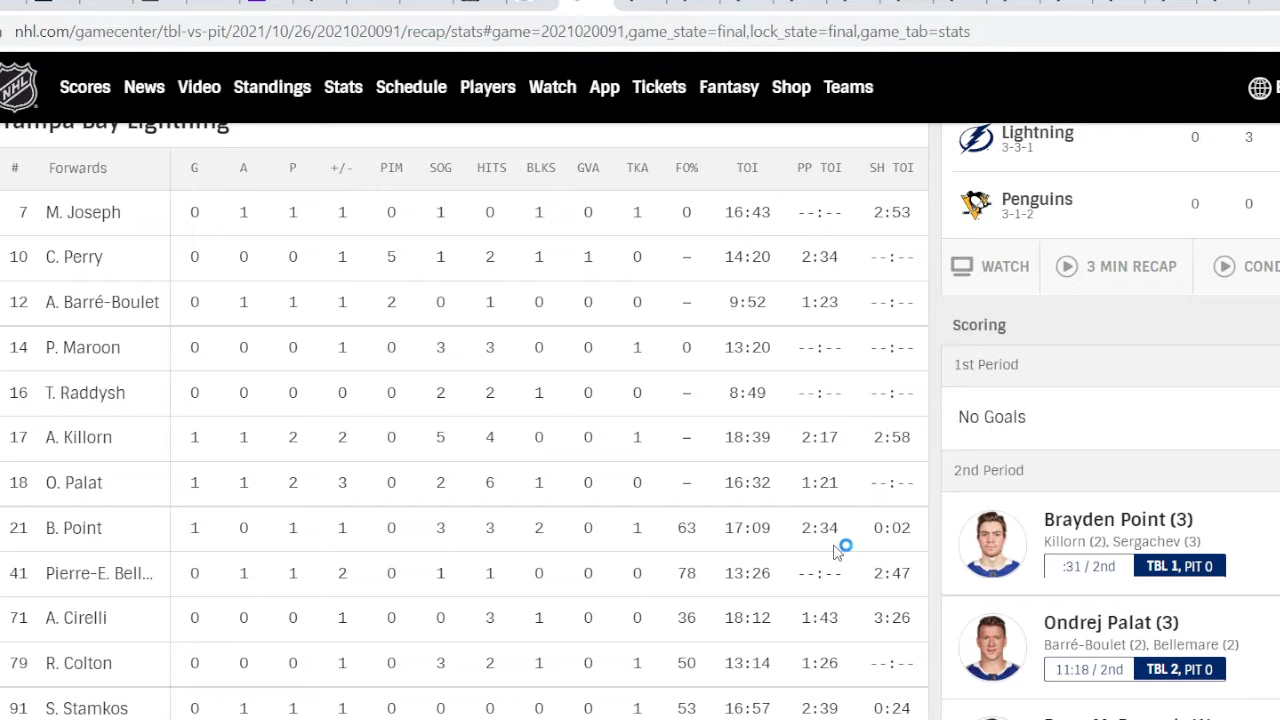 nhl.com/gamecenter/tbl-vs-pit/2021/10/26/2021020091/recap/stats#game=2021020091,game_state=final,lock_state=final,game_tab=stats
NHL
Scores News Video Standings Stats Schedule Players Watch App Tickets Fantasy Shop Teams
Tampa Bay Lightning
# Forwards G A P +/- PIM SOG HITS BLKS GVA TKA FO% TOI PP TOI SH TOI
7 M. Joseph 0 1 1 1 0 1 0 1 0 1 0 16:43 --:-- 2:53
10 C. Perry 0 0 0 1 5 1 2 1 1 0 – 14:20 2:34 --:--
12 A. Barré-Boulet 0 1 1 1 2 0 1 0 0 0 – 9:52 1:23 --:--
14 P. Maroon 0 0 0 1 0 3 3 0 0 1 0 13:20 --:-- --:--
16 T. Raddysh 0 0 0 0 0 2 2 1 0 0 – 8:49 --:-- --:--
17 A. Killorn 1 1 2 2 0 5 4 0 0 1 – 18:39 2:17 2:58
18 O. Palat 1 1 2 3 0 2 6 1 0 0 – 16:32 1:21 --:--
21 B. Point 1 0 1 1 0 3 3 2 0 1 63 17:09 2:34 0:02
41 Pierre-E. Bell... 0 1 1 2 0 1 1 0 0 0 78 13:26 --:-- 2:47
71 A. Cirelli 0 0 0 1 0 0 3 1 0 0 36 18:12 1:43 3:26
79 R. Colton 0 0 0 1 0 3 2 1 0 1 50 13:14 1:26 --:--
91 S. Stamkos 0 1 1 1 0 0 0 0 0 1 53 16:57 2:39 0:24
Lightning 0 3
3-3-1
Penguins 0 0
3-1-2
WATCH 3 MIN RECAP
Scoring
1st Period
No Goals
2nd Period
Brayden Point (3)
Killorn (2), Sergachev (3)
:31 / 2nd TBL 1, PIT 0
Ondrej Palat (3)
Barré-Boulet (2), Bellemare (2)
11:18 / 2nd TBL 2, PIT 0